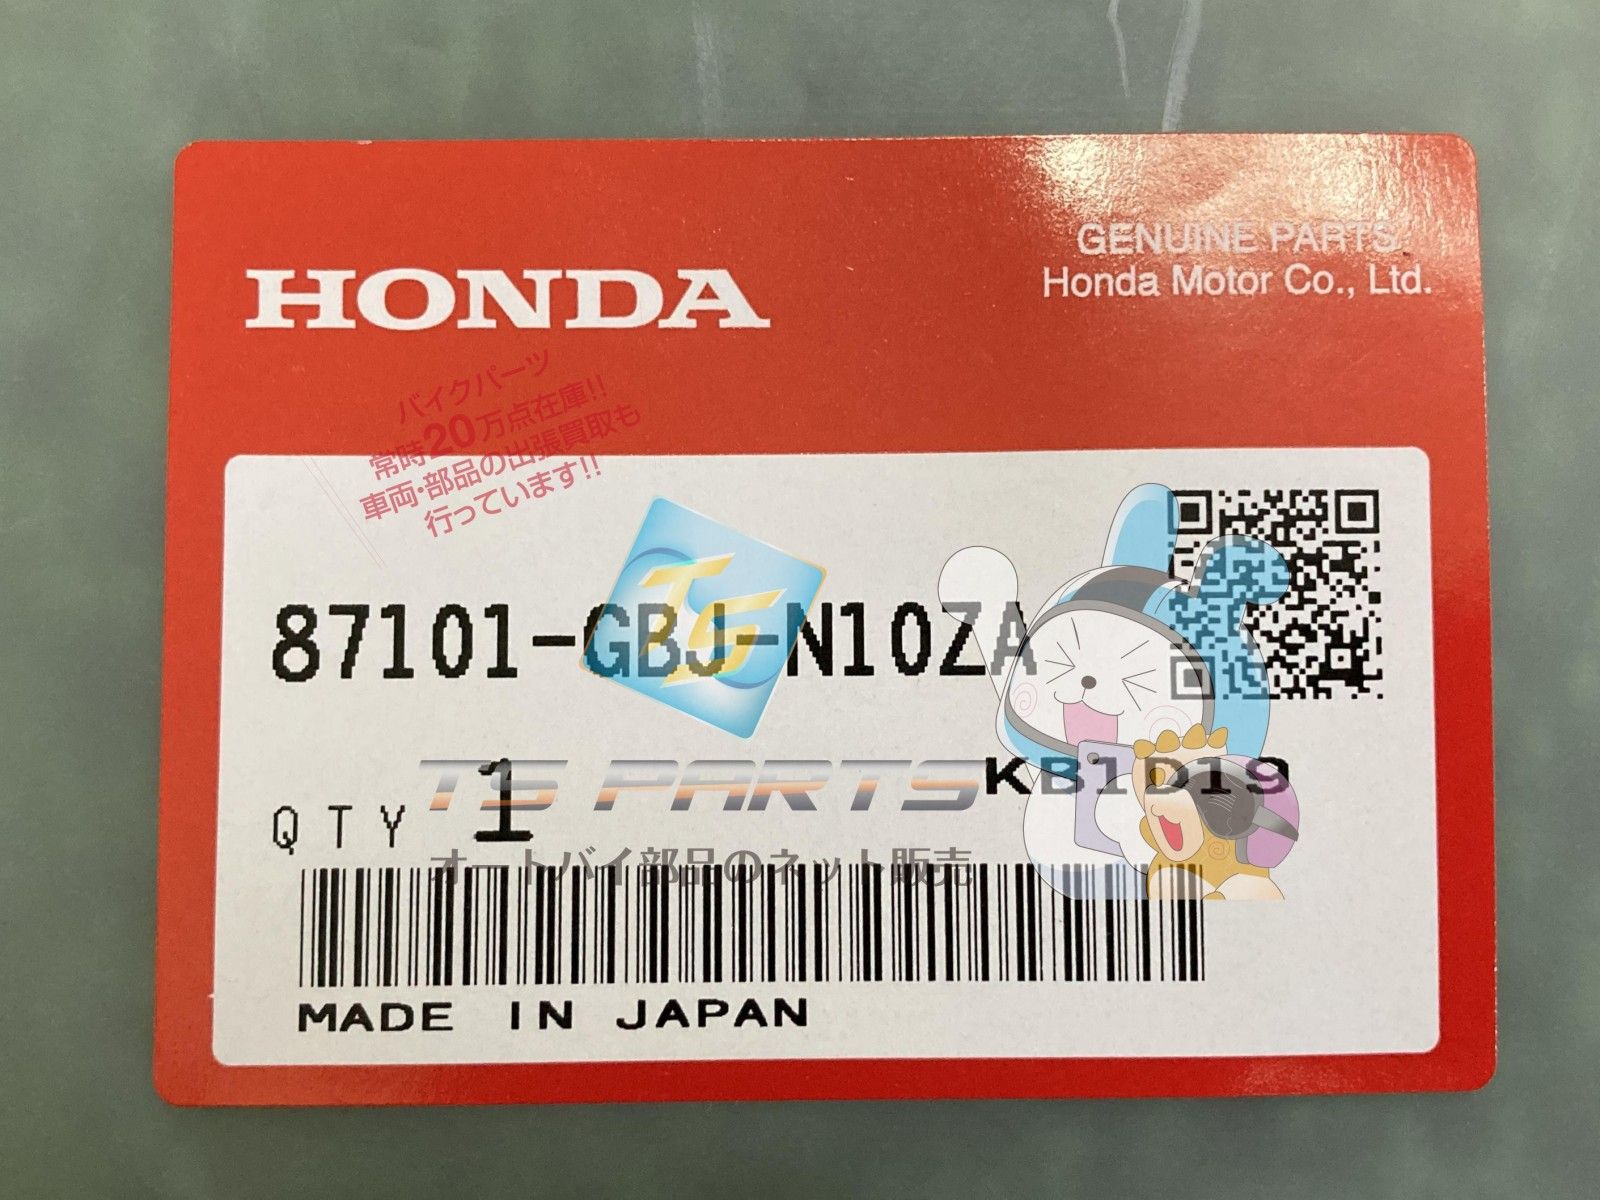 GENUINE PARTS
HONDA
Honda Motor Co., Ltd.
バイクパーツ
常時20万点在庫!!
車両・部品の出張買取も
行っています!!
TS
87101-GBJ-N10ZA
TS PARTS
KB1D19
QTY 1
オートバイ部品のネット販売
MADE IN JAPAN